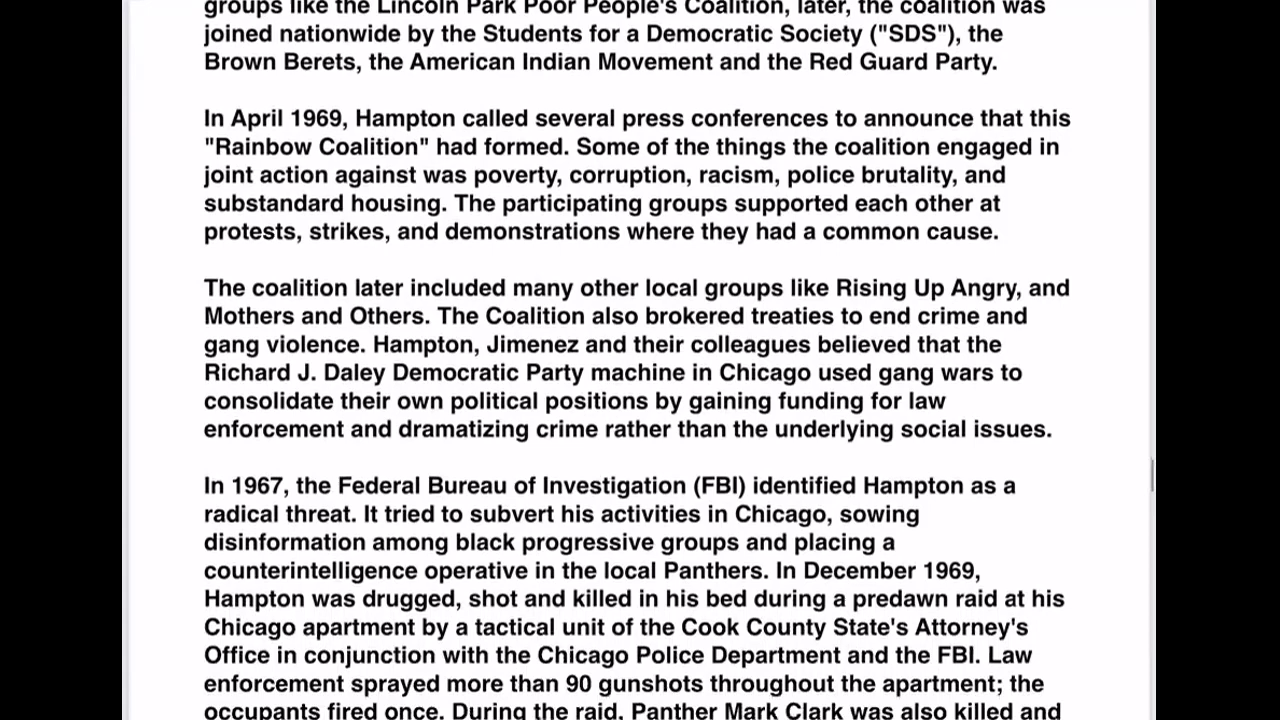 groups like the Lincoln Park Poor People's Coalition, later, the coalition was
joined nationwide by the Students for a Democratic Society ("SDS"), the
Brown Berets, the American Indian Movement and the Red Guard Party.
In April 1969, Hampton called several press conferences to announce that this
"Rainbow Coalition" had formed. Some of the things the coalition engaged in
joint action against was poverty, corruption, racism, police brutality, and
substandard housing. The participating groups supported each other at
protests, strikes, and demonstrations where they had a common cause.
The coalition later included many other local groups like Rising Up Angry, and
Mothers and Others. The Coalition also brokered treaties to end crime and
gang violence. Hampton, Jimenez and their colleagues believed that the
Richard J. Daley Democratic Party machine in Chicago used gang wars to
consolidate their own political positions by gaining funding for law
enforcement and dramatizing crime rather than the underlying social issues.
In 1967, the Federal Bureau of Investigation (FBI) identified Hampton as a
radical threat. It tried to subvert his activities in Chicago, sowing
disinformation among black progressive groups and placing a
counterintelligence operative in the local Panthers. In December 1969,
Hampton was drugged, shot and killed in his bed during a predawn raid at his
Chicago apartment by a tactical unit of the Cook County State's Attorney's
Office in conjunction with the Chicago Police Department and the FBI. Law
enforcement sprayed more than 90 gunshots throughout the apartment; the
occupants fired once. During the raid, Panther Mark Clark was also killed and